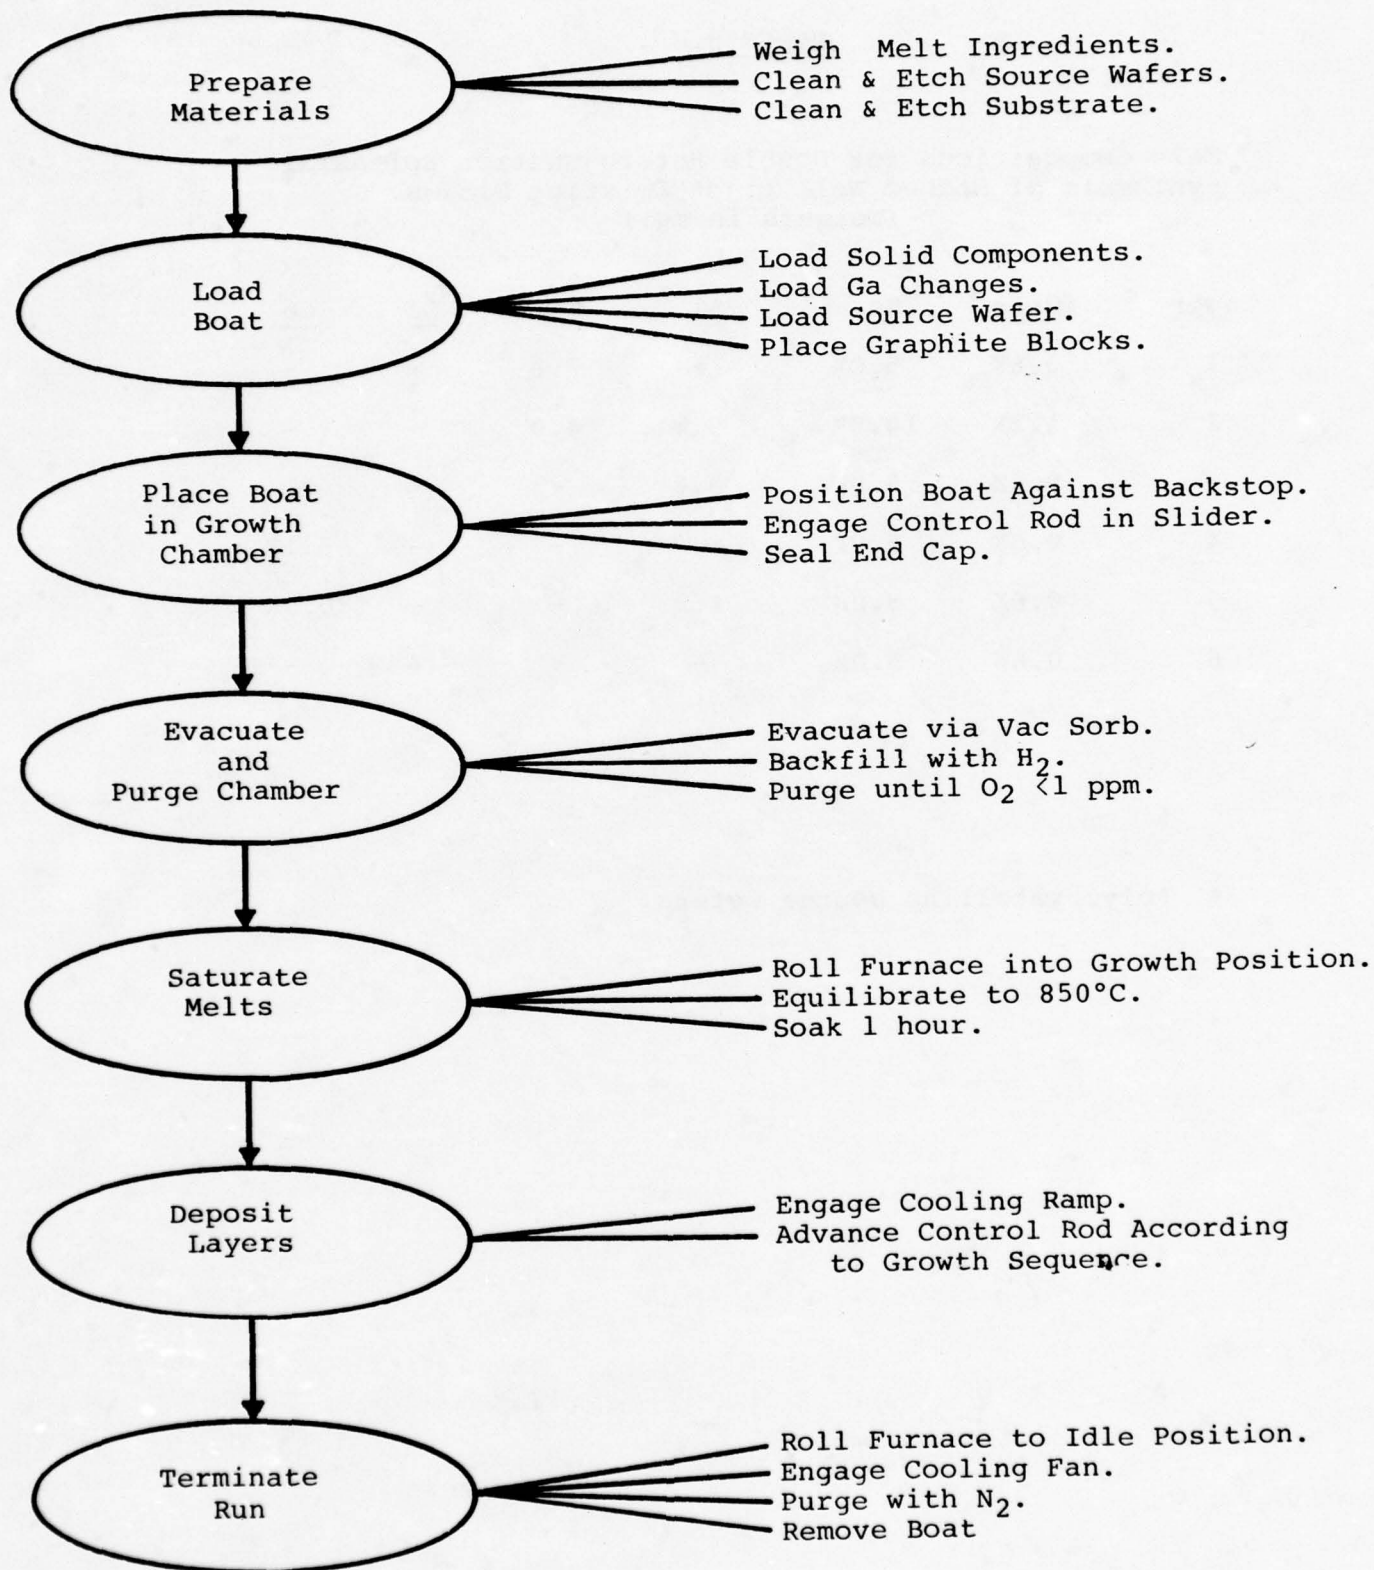 Prepare
Materials
Weigh Melt Ingredients.
Clean & Etch Source Wafers.
Clean & Etch Substrate.
Load
Boat
Load Solid Components.
Load Ga Changes.
Load Source Wafer.
Place Graphite Blocks.
Place Boat
in Growth
Chamber
Position Boat Against Backstop.
Engage Control Rod in Slider.
Seal End Cap.
Evacuate
and
Purge Chamber
Evacuate via Vac Sorb.
Backfill with H₂.
Purge until O₂ <1 ppm.
Saturate
Melts
Roll Furnace into Growth Position.
Equilibrate to 850°C.
Soak 1 hour.
Deposit
Layers
Engage Cooling Ramp.
Advance Control Rod According
to Growth Sequence.
Terminate
Run
Roll Furnace to Idle Position.
Engage Cooling Fan.
Purge with N₂.
Remove Boat